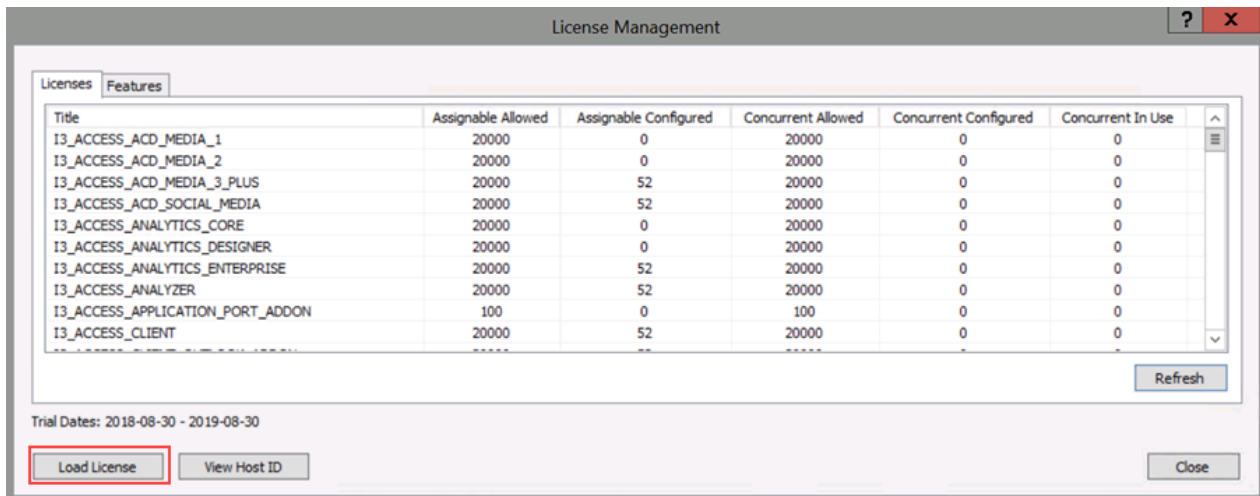 License Management
? x
Licenses Features
Title Assignable Allowed Assignable Configured Concurrent Allowed Concurrent Configured Concurrent In Use
I3_ACCESS_ACD_MEDIA_1 20000 0 20000 0 0
I3_ACCESS_ACD_MEDIA_2 20000 0 20000 0 0
I3_ACCESS_ACD_MEDIA_3_PLUS 20000 52 20000 0 0
I3_ACCESS_ACD_SOCIAL_MEDIA 20000 52 20000 0 0
I3_ACCESS_ANALYTICS_CORE 20000 0 20000 0 0
I3_ACCESS_ANALYTICS_DESIGNER 20000 0 20000 0 0
I3_ACCESS_ANALYTICS_ENTERPRISE 20000 52 20000 0 0
I3_ACCESS_ANALYZER 20000 52 20000 0 0
I3_ACCESS_APPLICATION_PORT_ADDON 100 0 100 0 0
I3_ACCESS_CLIENT 20000 52 20000 0 0
Refresh
Trial Dates: 2018-08-30 - 2019-08-30
Load License View Host ID Close